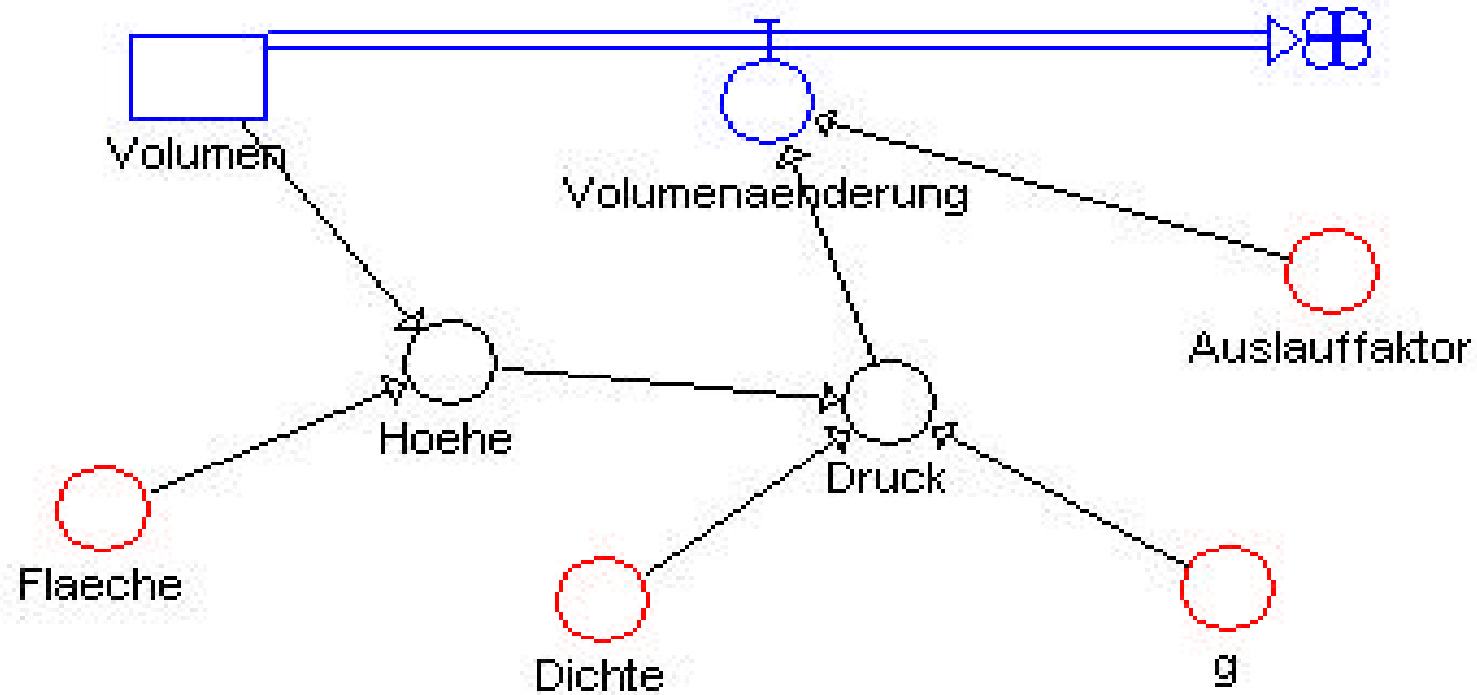 Volumen
Volumenaenderung
Auslauffaktor
Hoehe
Druck
Flaeche
Dichte
g